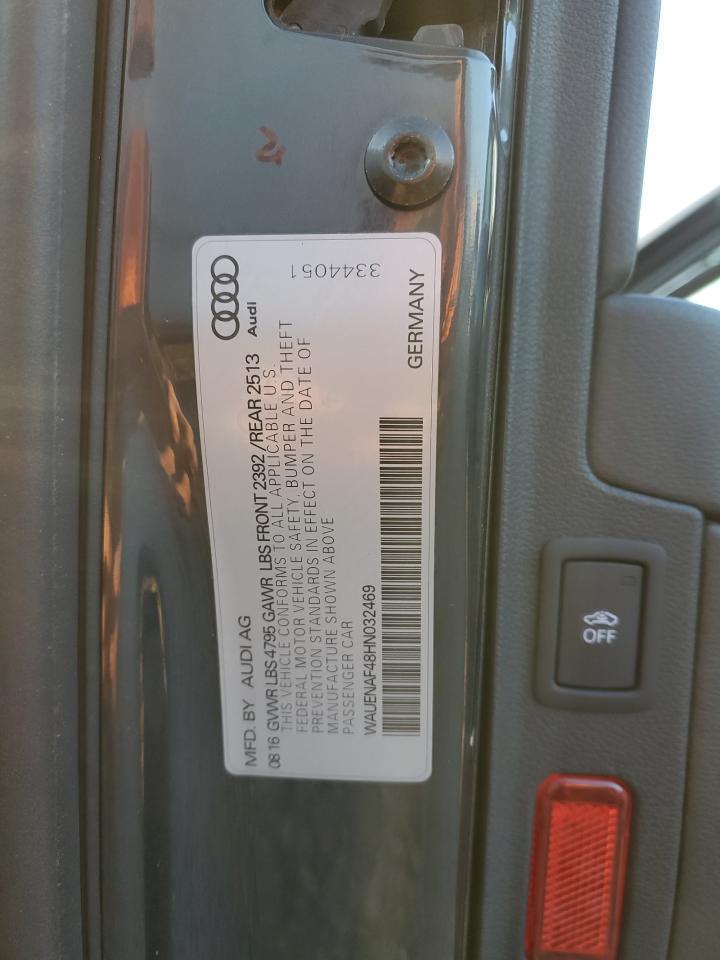 MFD. BY AUDI AG
Audi
0816 GVWR LBS 4795 GAWR LBS FRONT 2392 / REAR 2513
THIS VEHICLE CONFORMS TO ALL APPLICABLE U.S.
FEDERAL MOTOR VEHICLE SAFETY, BUMPER AND THEFT
PREVENTION STANDARDS IN EFFECT ON THE DATE OF
MANUFACTURE SHOWN ABOVE
PASSENGER CAR
3344051
WAUENAF48HN032469
GERMANY
OFF